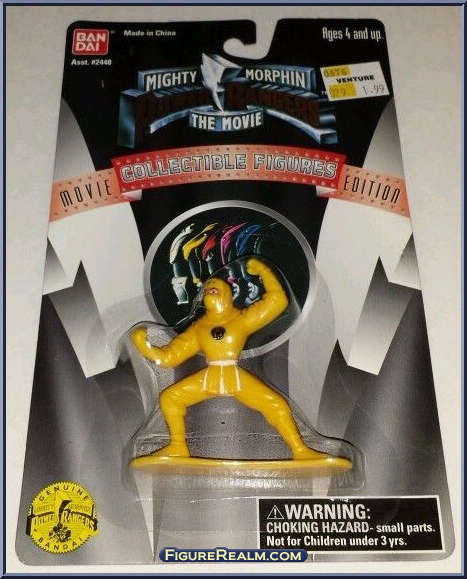 BAN
DAI
Made in China
Asst. #2440
Ages 4 and up.
VENTURE
1.99
MIGHTY MORPHIN
POWER RANGERS
THE MOVIE
COLLECTIBLE FIGURES
MOVIE EDITION
GENUINE
POWER RANGERS
BANDAI
WARNING:
CHOKING HAZARD- small parts.
Not for Children under 3 yrs.
FIGUREREALM.COM